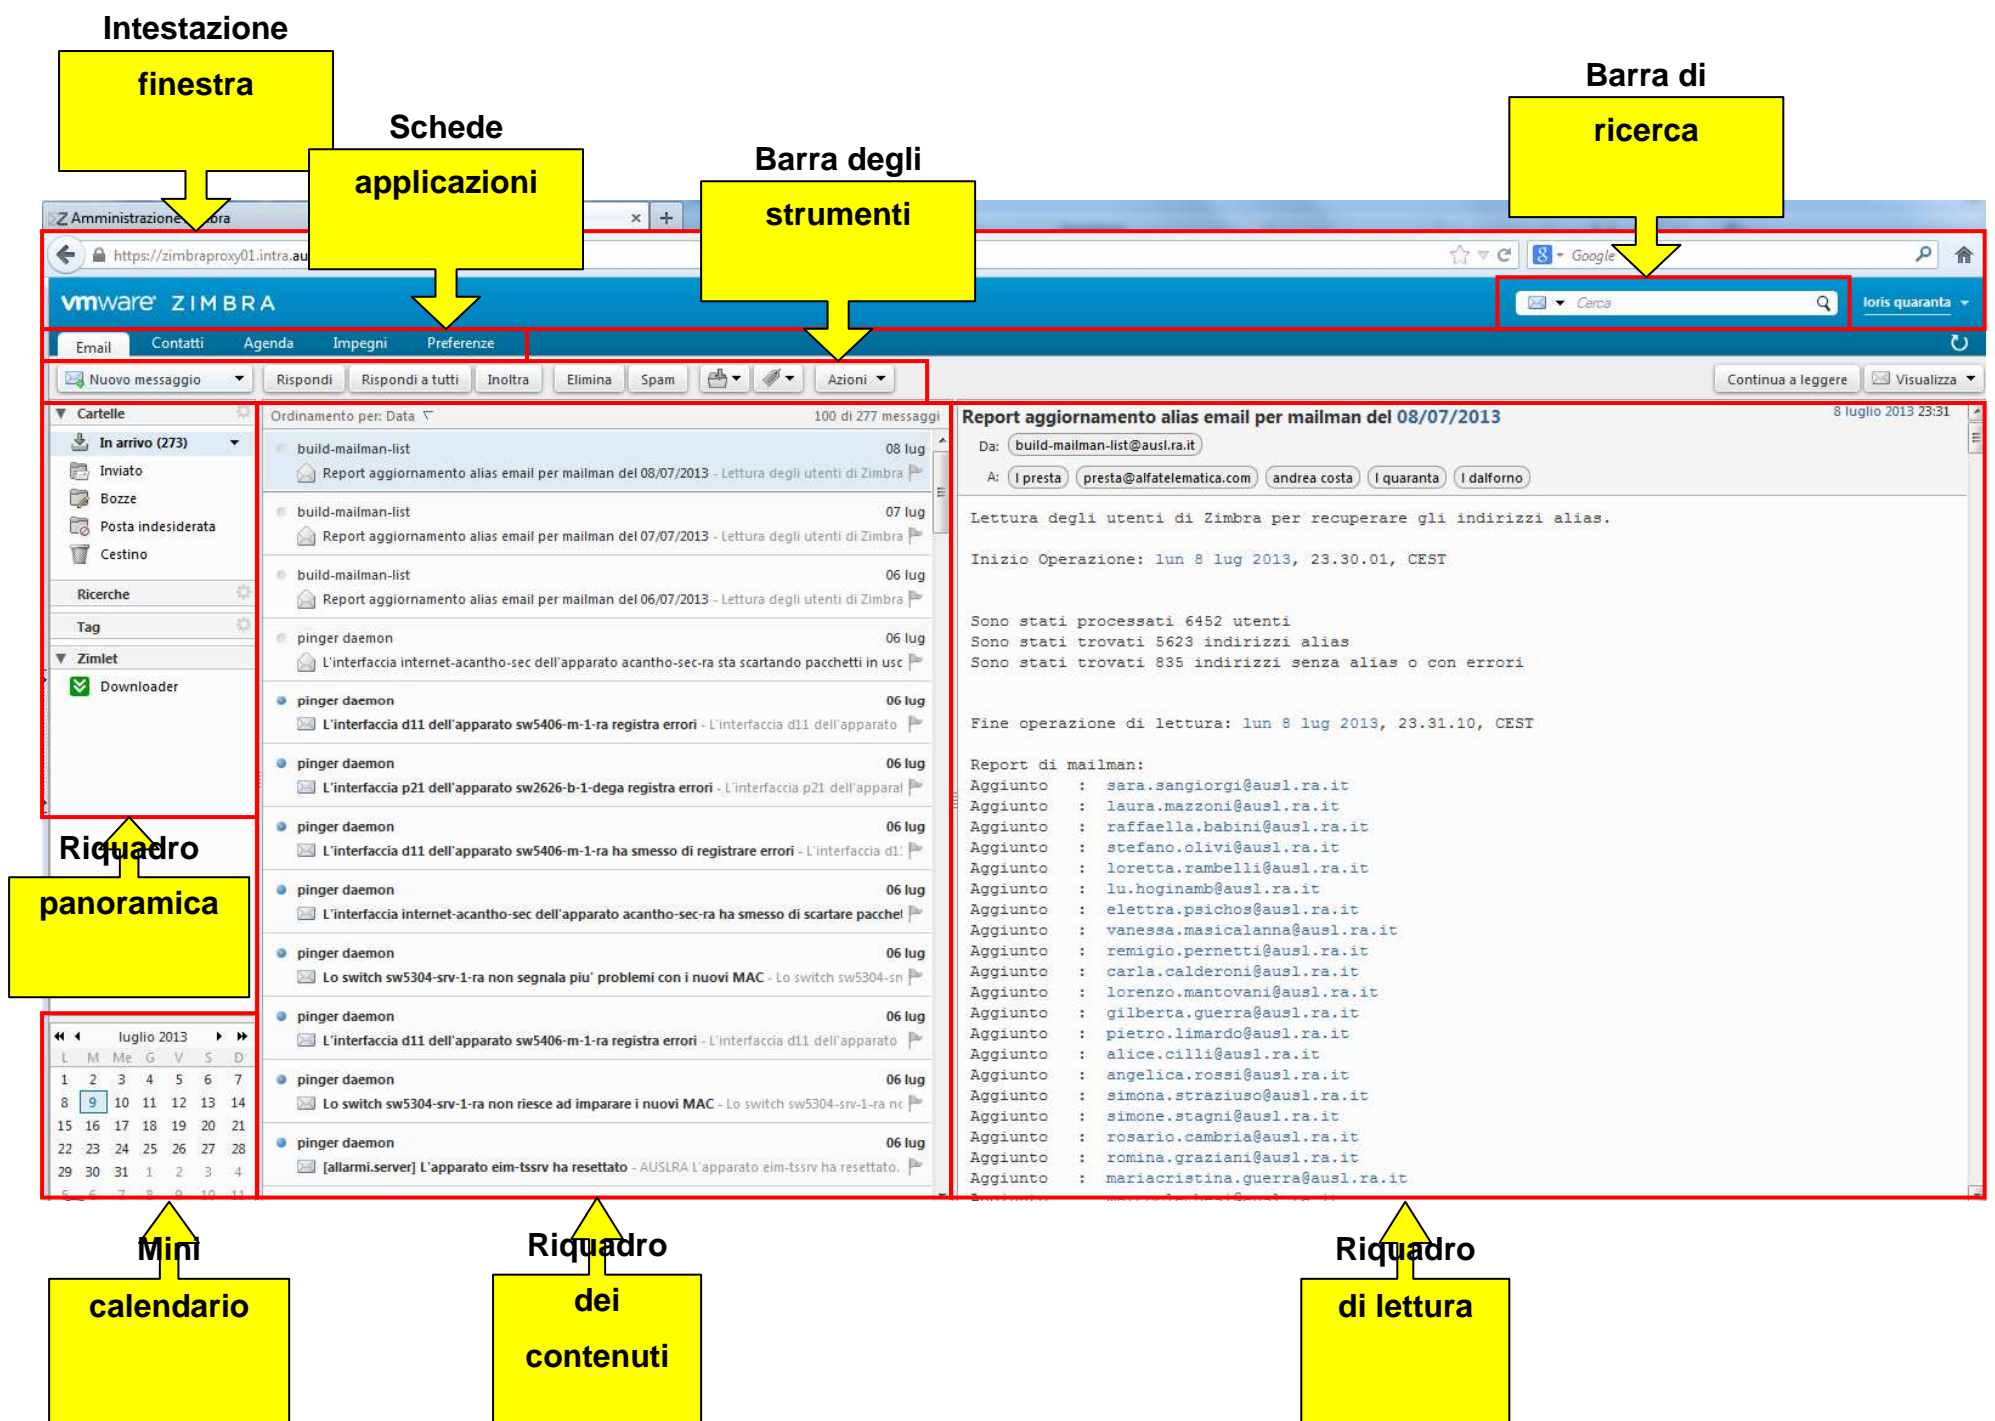 Intestazione
finestra
Schede
applicazioni
Barra degli
strumenti
Barra di
ricerca
Z Amministrazione
× +
https://zimbraproxy01.intra.au
Google
vmware ZIMBRA
Cerca
loris quaranta
Email Contatti Agenda Impegni Preferenze
Nuovo messaggio Rispondi Rispondi a tutti Inoltra Elimina Spam Azioni Continua a leggere Visualizza
Cartelle
In arrivo (273)
Inviato
Bozze
Posta indesiderata
Cestino
Ricerche
Tag
Zimlet
Downloader
Riquadro
panoramica
luglio 2013
L M Me G V S D
1 2 3 4 5 6 7
8 9 10 11 12 13 14
15 16 17 18 19 20 21
22 23 24 25 26 27 28
29 30 31 1 2 3 4
5 6 7 8 9 10 11
Ordinamento per: Data 100 di 277 messaggi
build-mailman-list 08 lug
Report aggiornamento alias email per mailman del 08/07/2013 - Lettura degli utenti di Zimbra
build-mailman-list 07 lug
Report aggiornamento alias email per mailman del 07/07/2013 - Lettura degli utenti di Zimbra
build-mailman-list 06 lug
Report aggiornamento alias email per mailman del 06/07/2013 - Lettura degli utenti di Zimbra
pinger daemon 06 lug
L'interfaccia internet-acantho-sec dell'apparato acantho-sec-ra sta scartando pacchetti in usc
pinger daemon 06 lug
L'interfaccia d11 dell'apparato sw5406-m-1-ra registra errori - L'interfaccia d11 dell'apparato
pinger daemon 06 lug
L'interfaccia p21 dell'apparato sw2626-b-1-dega registra errori - L'interfaccia p21 dell'apparat
pinger daemon 06 lug
L'interfaccia d11 dell'apparato sw5406-m-1-ra ha smesso di registrare errori - L'interfaccia d1
pinger daemon 06 lug
L'interfaccia internet-acantho-sec dell'apparato acantho-sec-ra ha smesso di scartare pacchet
pinger daemon 06 lug
Lo switch sw5304-srv-1-ra non segnala piu' problemi con i nuovi MAC - Lo switch sw5304-sr
pinger daemon 06 lug
L'interfaccia d11 dell'apparato sw5406-m-1-ra registra errori - L'interfaccia d11 dell'apparato
pinger daemon 06 lug
Lo switch sw5304-srv-1-ra non riesce ad imparare i nuovi MAC - Lo switch sw5304-srv-1-ra nc
pinger daemon 06 lug
[allarmi.server] L'apparato eim-tssrv ha resettato - AUSLRA L'apparato eim-tssrv ha resettato.
Report aggiornamento alias email per mailman del 08/07/2013 8 luglio 2013 23:31
Da: build-mailman-list@ausl.ra.it
A: l presta presta@alfatelematica.com andrea costa l quaranta l dalforno
Lettura degli utenti di Zimbra per recuperare gli indirizzi alias.
Inizio Operazione: lun 8 lug 2013, 23.30.01, CEST
Sono stati processati 6452 utenti
Sono stati trovati 5623 indirizzi alias
Sono stati trovati 835 indirizzi senza alias o con errori
Fine operazione di lettura: lun 8 lug 2013, 23.31.10, CEST
Report di mailman:
Aggiunto : sara.sangiorgi@ausl.ra.it
Aggiunto : laura.mazzoni@ausl.ra.it
Aggiunto : raffaella.babini@ausl.ra.it
Aggiunto : stefano.olivi@ausl.ra.it
Aggiunto : loretta.rambelli@ausl.ra.it
Aggiunto : lu.hoginamb@ausl.ra.it
Aggiunto : elettra.psichos@ausl.ra.it
Aggiunto : vanessa.masicalanna@ausl.ra.it
Aggiunto : remigio.pernetti@ausl.ra.it
Aggiunto : carla.calderoni@ausl.ra.it
Aggiunto : lorenzo.mantovani@ausl.ra.it
Aggiunto : gilberta.guerra@ausl.ra.it
Aggiunto : pietro.limardo@ausl.ra.it
Aggiunto : alice.cilli@ausl.ra.it
Aggiunto : angelica.rossi@ausl.ra.it
Aggiunto : simona.straziuso@ausl.ra.it
Aggiunto : simone.stagni@ausl.ra.it
Aggiunto : rosario.cambria@ausl.ra.it
Aggiunto : romina.graziani@ausl.ra.it
Aggiunto : mariacristina.guerra@ausl.ra.it
Mini
calendario
Riquadro
dei
contenuti
Riquadro
di lettura